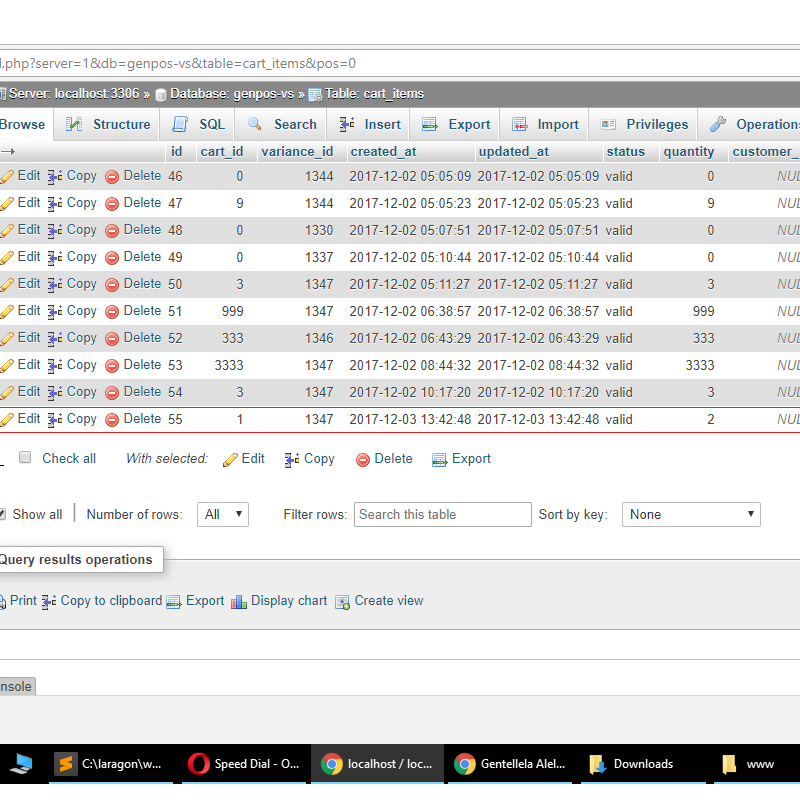 l.php?server=1&db=genpos-vs&table=cart_items&pos=0
Server: localhost:3306 » Database: genpos-vs » Table: cart_items
Browse Structure SQL Search Insert Export Import Privileges Operations
id cart_id variance_id created_at updated_at status quantity customer_
Edit Copy Delete 46 0 1344 2017-12-02 05:05:09 2017-12-02 05:05:09 valid 0 NUL
Edit Copy Delete 47 9 1344 2017-12-02 05:05:23 2017-12-02 05:05:23 valid 9 NUL
Edit Copy Delete 48 0 1330 2017-12-02 05:07:51 2017-12-02 05:07:51 valid 0 NUL
Edit Copy Delete 49 0 1337 2017-12-02 05:10:44 2017-12-02 05:10:44 valid 0 NUL
Edit Copy Delete 50 3 1347 2017-12-02 05:11:27 2017-12-02 05:11:27 valid 3 NUL
Edit Copy Delete 51 999 1347 2017-12-02 06:38:57 2017-12-02 06:38:57 valid 999 NUL
Edit Copy Delete 52 333 1346 2017-12-02 06:43:29 2017-12-02 06:43:29 valid 333 NUL
Edit Copy Delete 53 3333 1347 2017-12-02 08:44:32 2017-12-02 08:44:32 valid 3333 NUL
Edit Copy Delete 54 3 1347 2017-12-02 10:17:20 2017-12-02 10:17:20 valid 3 NUL
Edit Copy Delete 55 1 1347 2017-12-03 13:42:48 2017-12-03 13:42:48 valid 2 NUL
Check all With selected: Edit Copy Delete Export
Show all Number of rows: All Filter rows: Search this table Sort by key: None
Query results operations
Print Copy to clipboard Export Display chart Create view
nsole
C:\laragon\w... Speed Dial - O... localhost / loc... Gentellela Alel... Downloads www